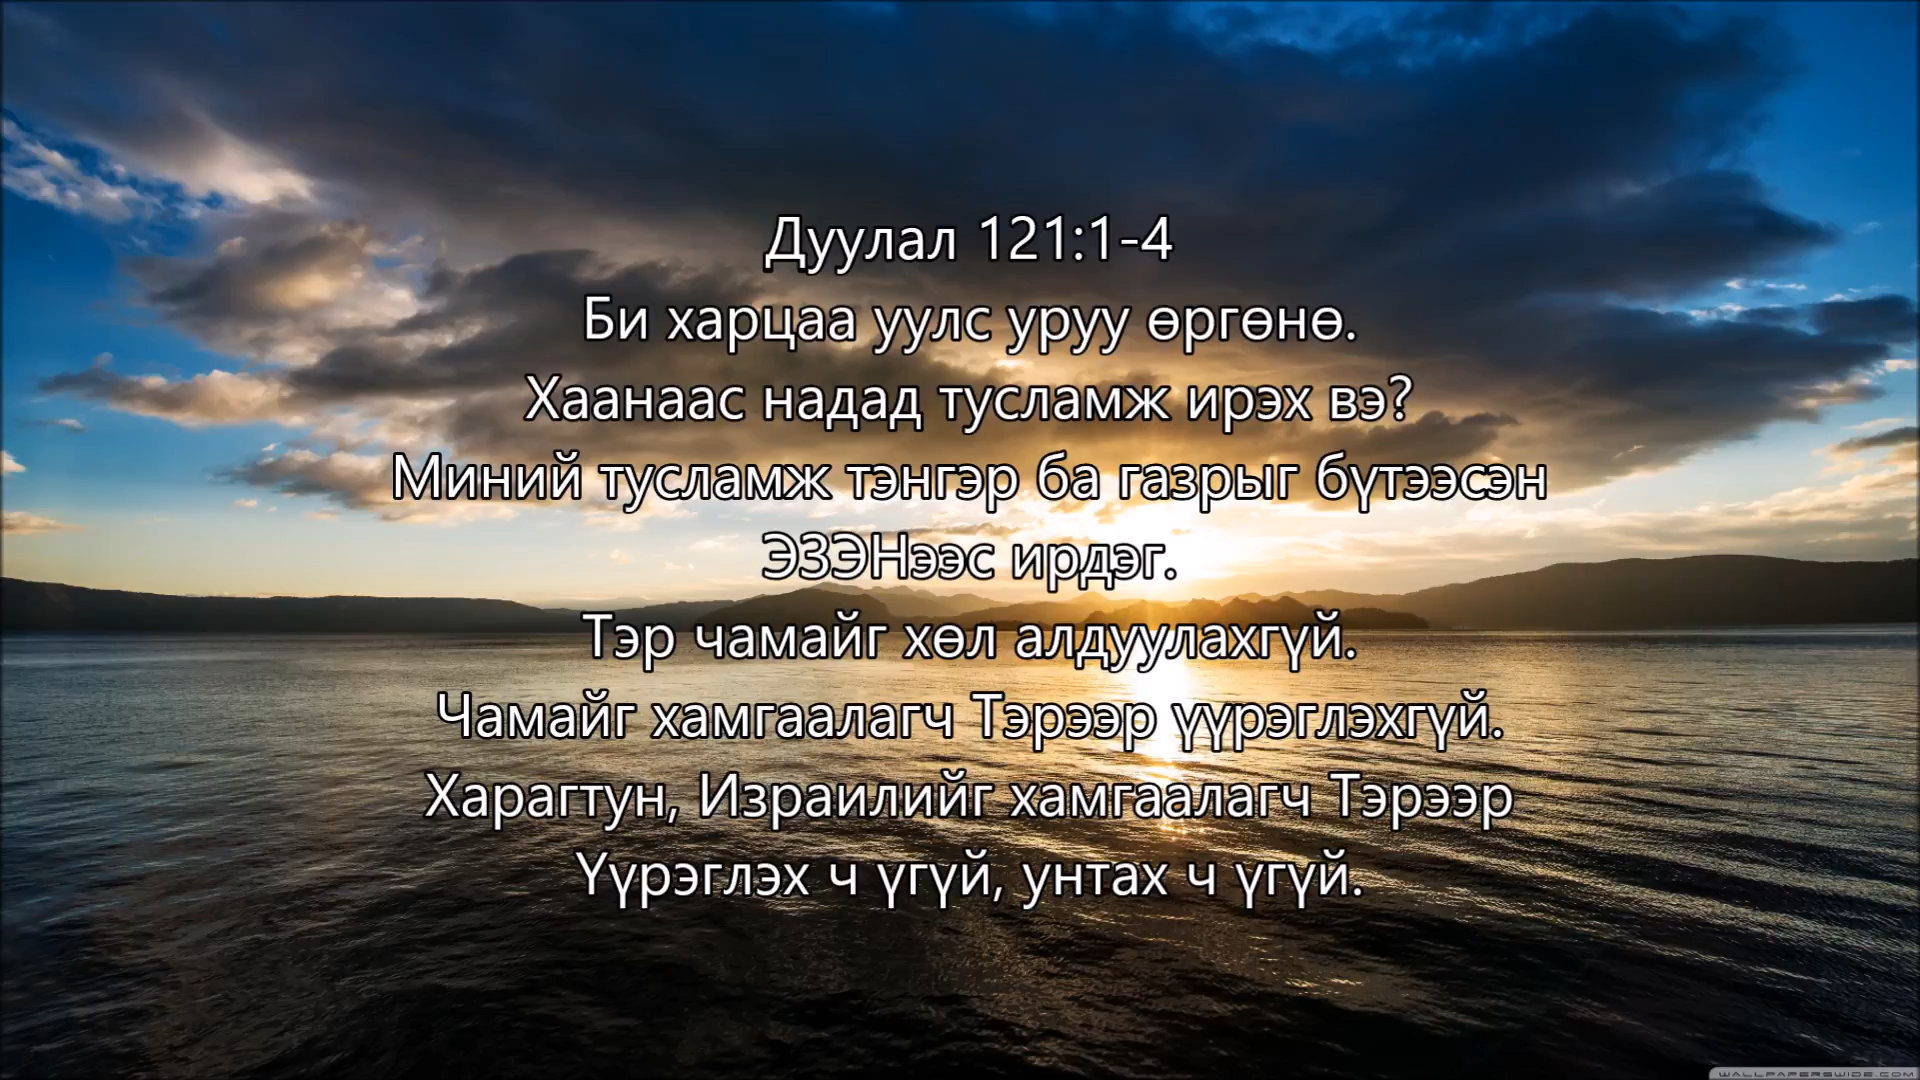 Дуулал 121:1-4
Би харцаа уулс уруу өргөнө.
Хаанаас надад тусламж ирэх вэ?
Миний тусламж тэнгэр ба газрыг бүтээсэн
ЭЗЭНээс ирдэг.
Тэр чамайг хөл алдуулахгүй.
Чамайг хамгаалагч Тэрээр үүрэглэхгүй.
Харагтун, Израилийг хамгаалагч Тэрээр
Үүрэглэх ч үгүй, унтах ч үгүй.
WALLPAPERSWIDE.COM